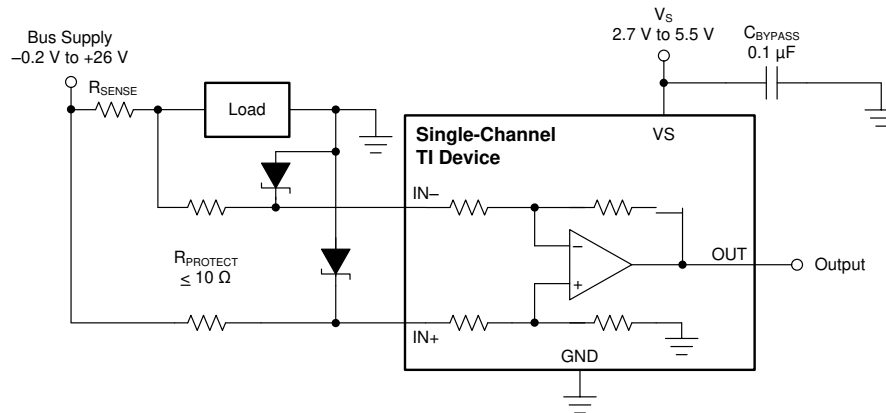 Bus Supply
–0.2 V to +26 V
RSENSE
Load
VS
2.7 V to 5.5 V
CBYPASS
0.1 µF
Single-Channel
TI Device
VS
IN–
RPROTECT
≤ 10 Ω
–
+
OUT
Output
IN+
GND